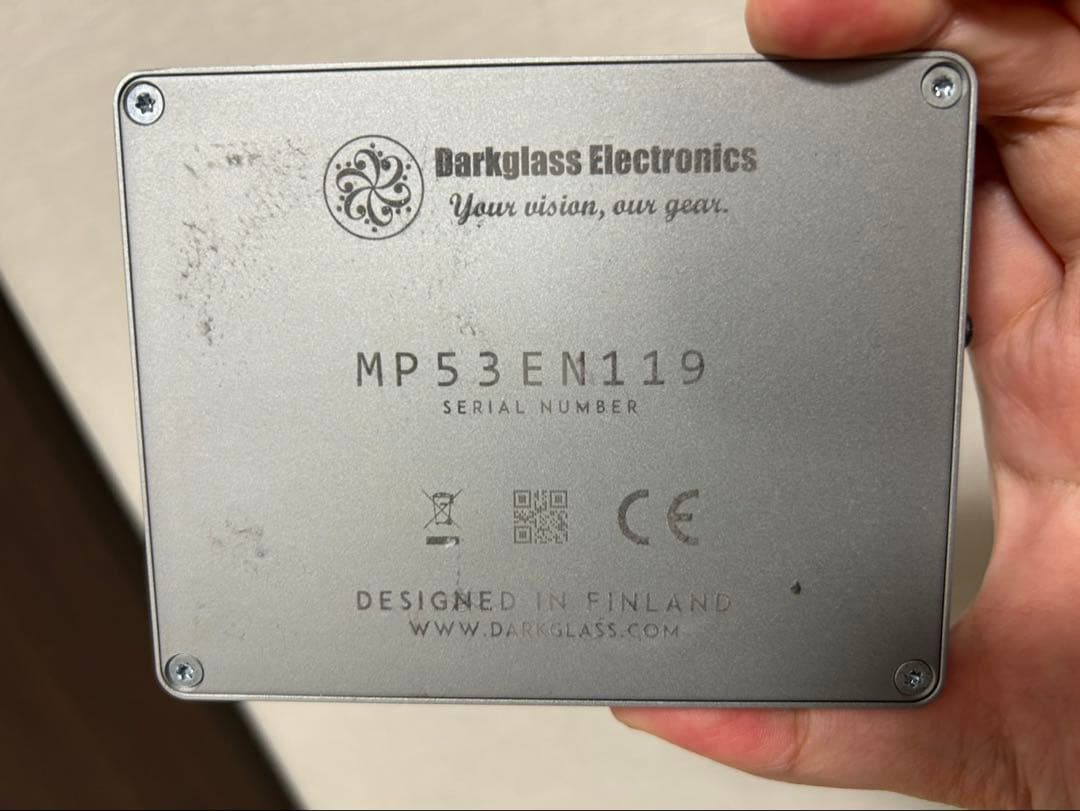 Darkglass Electronics
Your vision, our gear.
MP53EN119
SERIAL NUMBER
CE
DESIGNED IN FINLAND
WWW.DARKGLASS.COM